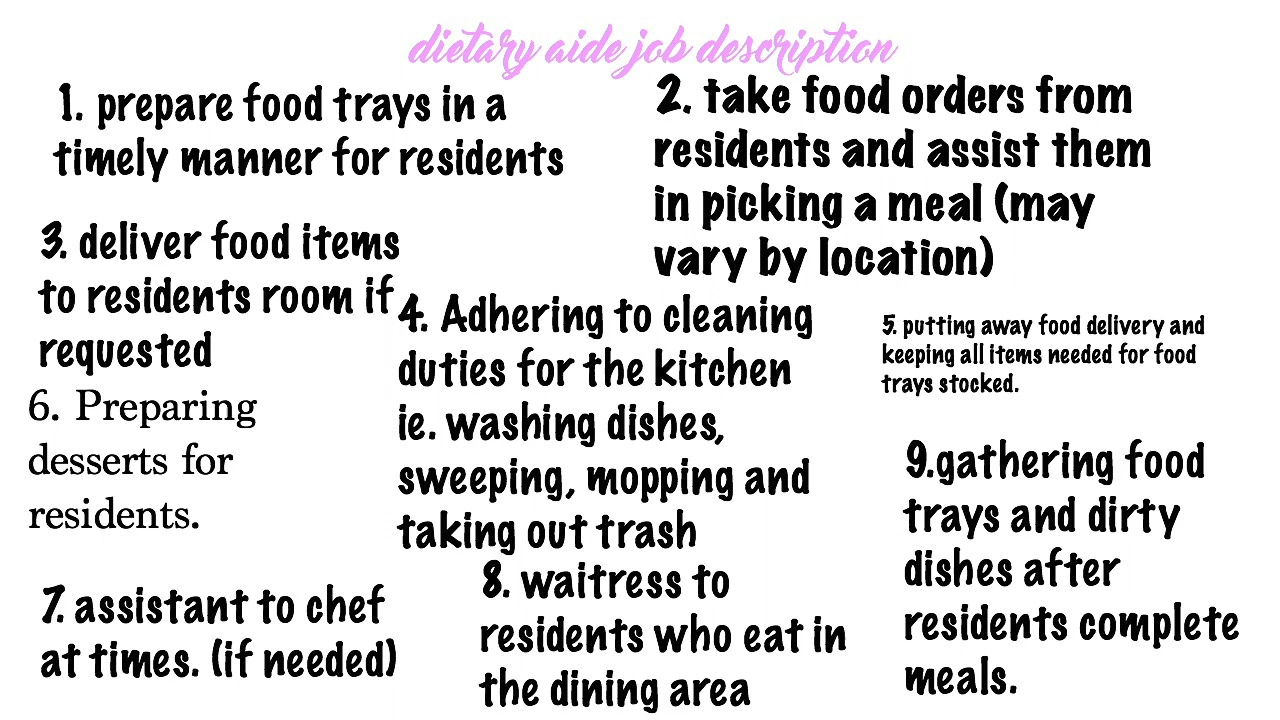 dietary aide job description
1. prepare food trays in a
timely manner for residents
2. take food orders from
residents and assist them
in picking a meal (may
vary by location)
3. deliver food items
to residents room if
requested
4. Adhering to cleaning
duties for the kitchen
ie. washing dishes,
sweeping, mopping and
taking out trash
5. putting away food delivery and
keeping all items needed for food
trays stocked.
6. Preparing
desserts for
residents.
7. assistant to chef
at times. (if needed)
8. waitress to
residents who eat in
the dining area
9.gathering food
trays and dirty
dishes after
residents complete
meals.